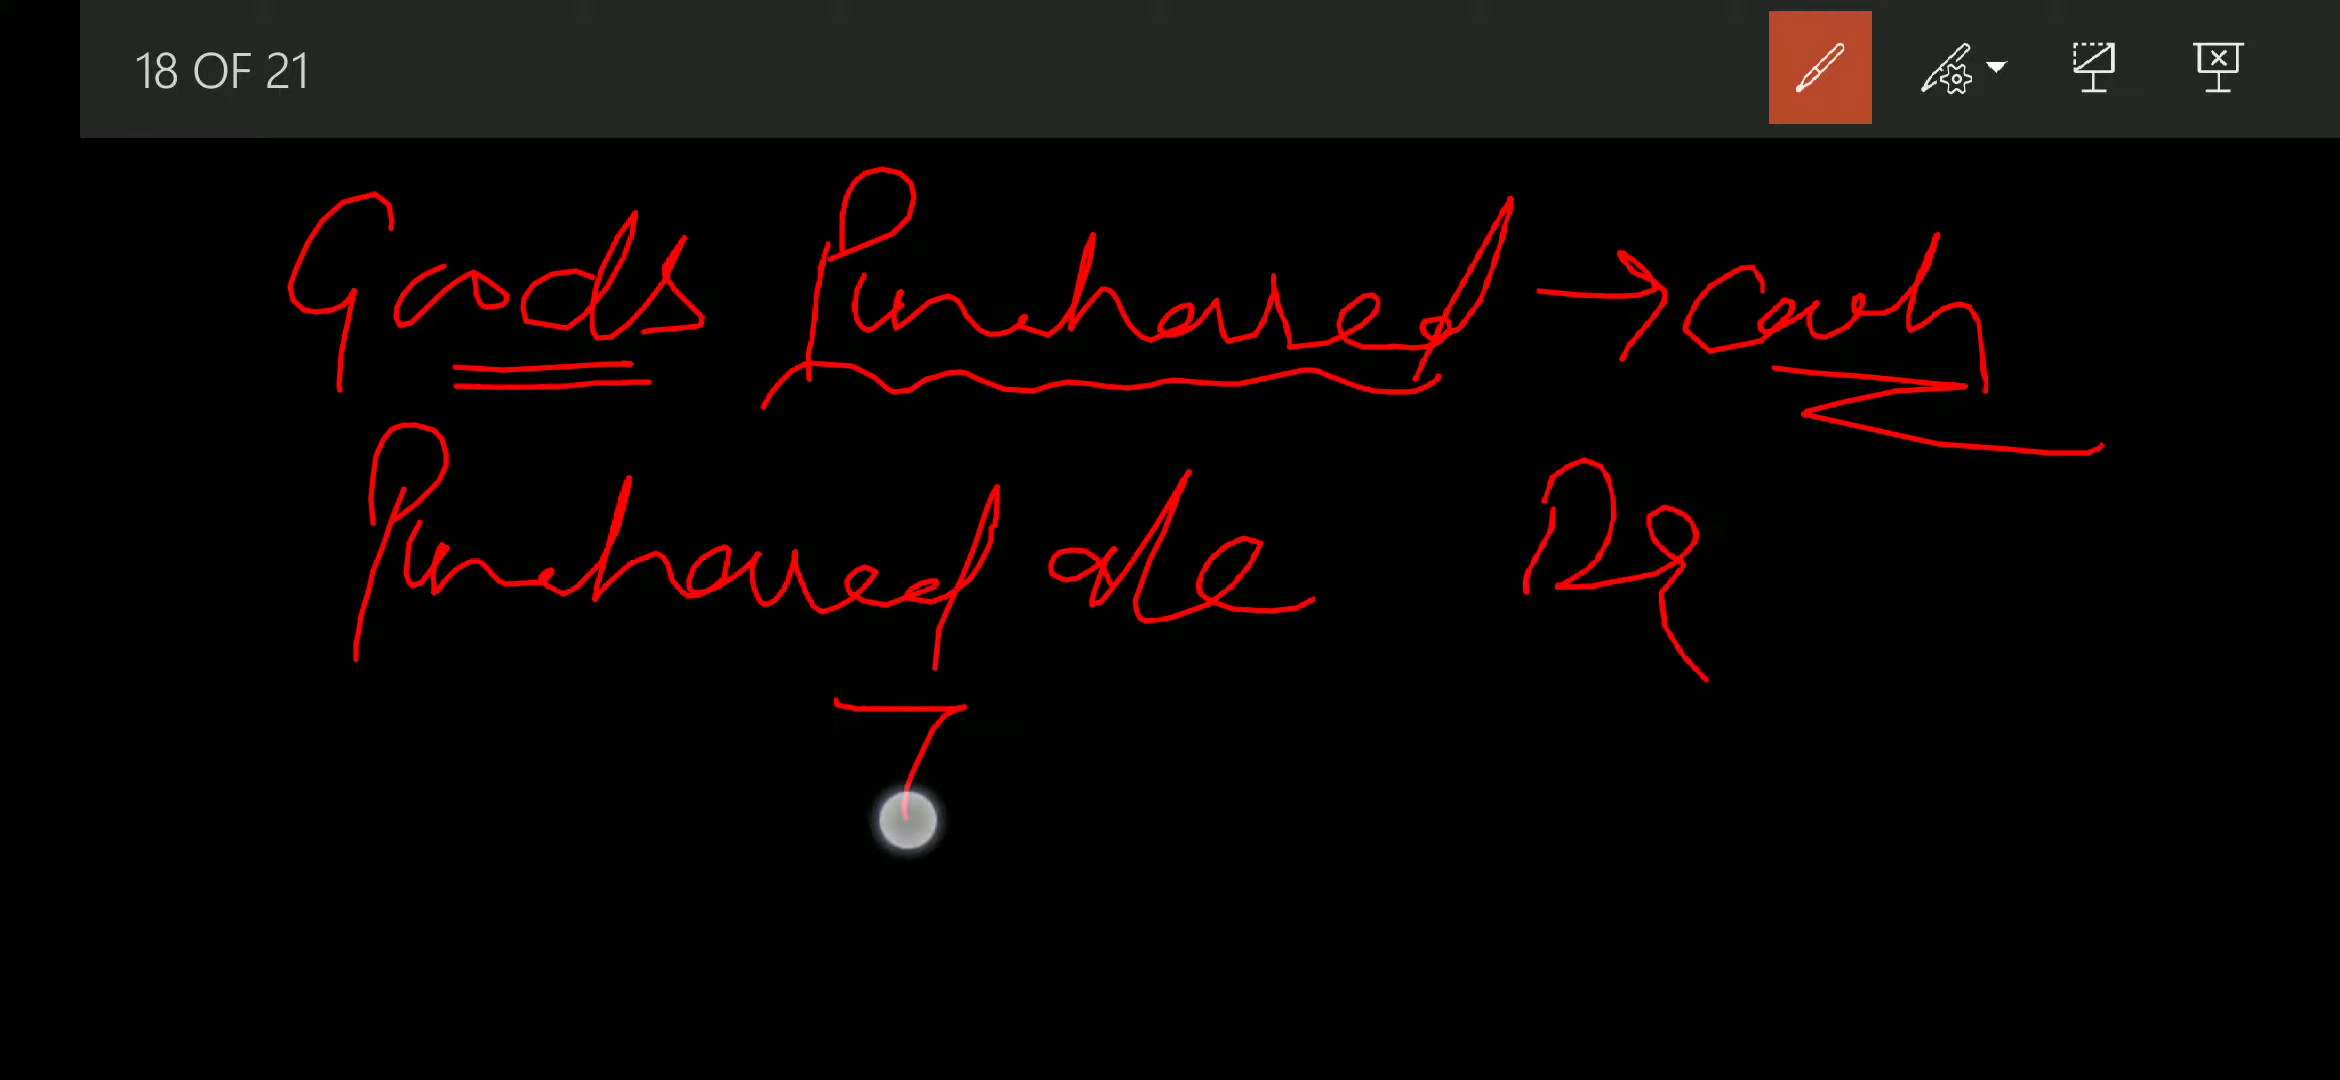 18 OF 21
Goods Purchased → Cash
Purchased a/c Dr
T